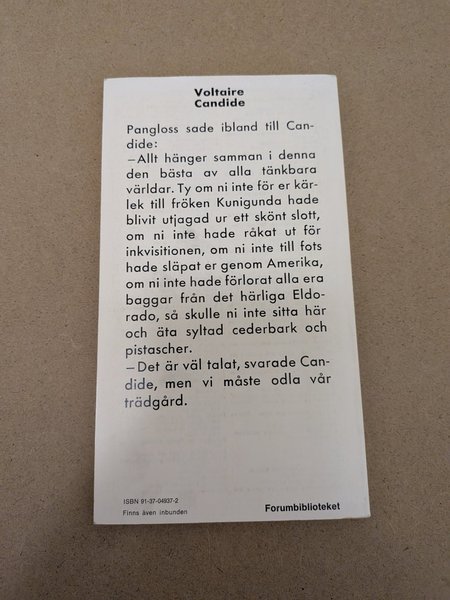 Voltaire
Candide
Pangloss sade ibland till Can-
dide:
–Allt hänger samman i denna
den bästa av alla tänkbara
världar. Ty om ni inte för er kär-
lek till fröken Kunigunda hade
blivit utjagad ur ett skönt slott,
om ni inte hade råkat ut för
inkvisitionen, om ni inte till fots
hade släpat er genom Amerika,
om ni inte hade förlorat alla era
baggar från det härliga Eldo-
rado, så skulle ni inte sitta här
och äta syltad cederbark och
pistascher.
–Det är väl talat, svarade Can-
dide, men vi måste odla vår
trädgård.
ISBN 91-37-04937-2
Finns även inbunden
Forumbiblioteket